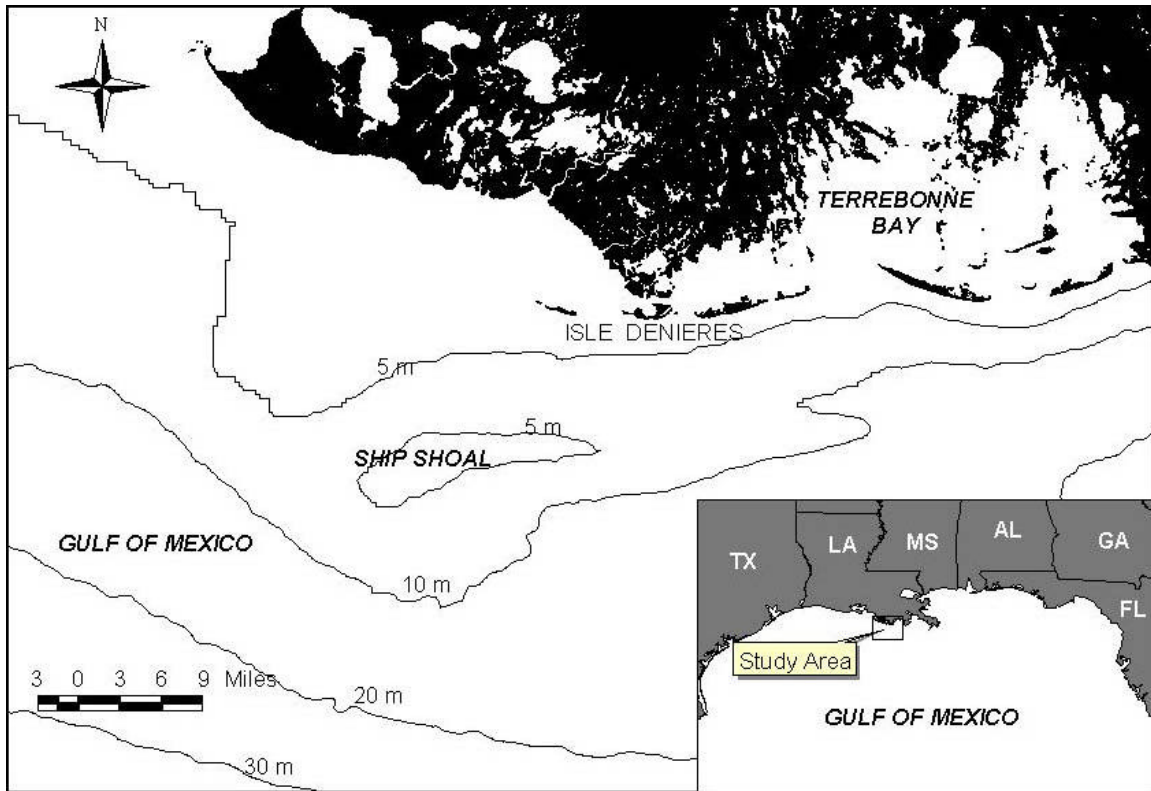 N
TERREBONNE
BAY
ISLE DENIERES
5 m
5 m
SHIP SHOAL
GULF OF MEXICO
10 m
3 0 3 6 9 Miles
20 m
30 m
TX
LA
MS
AL
GA
FL
Study Area
GULF OF MEXICO